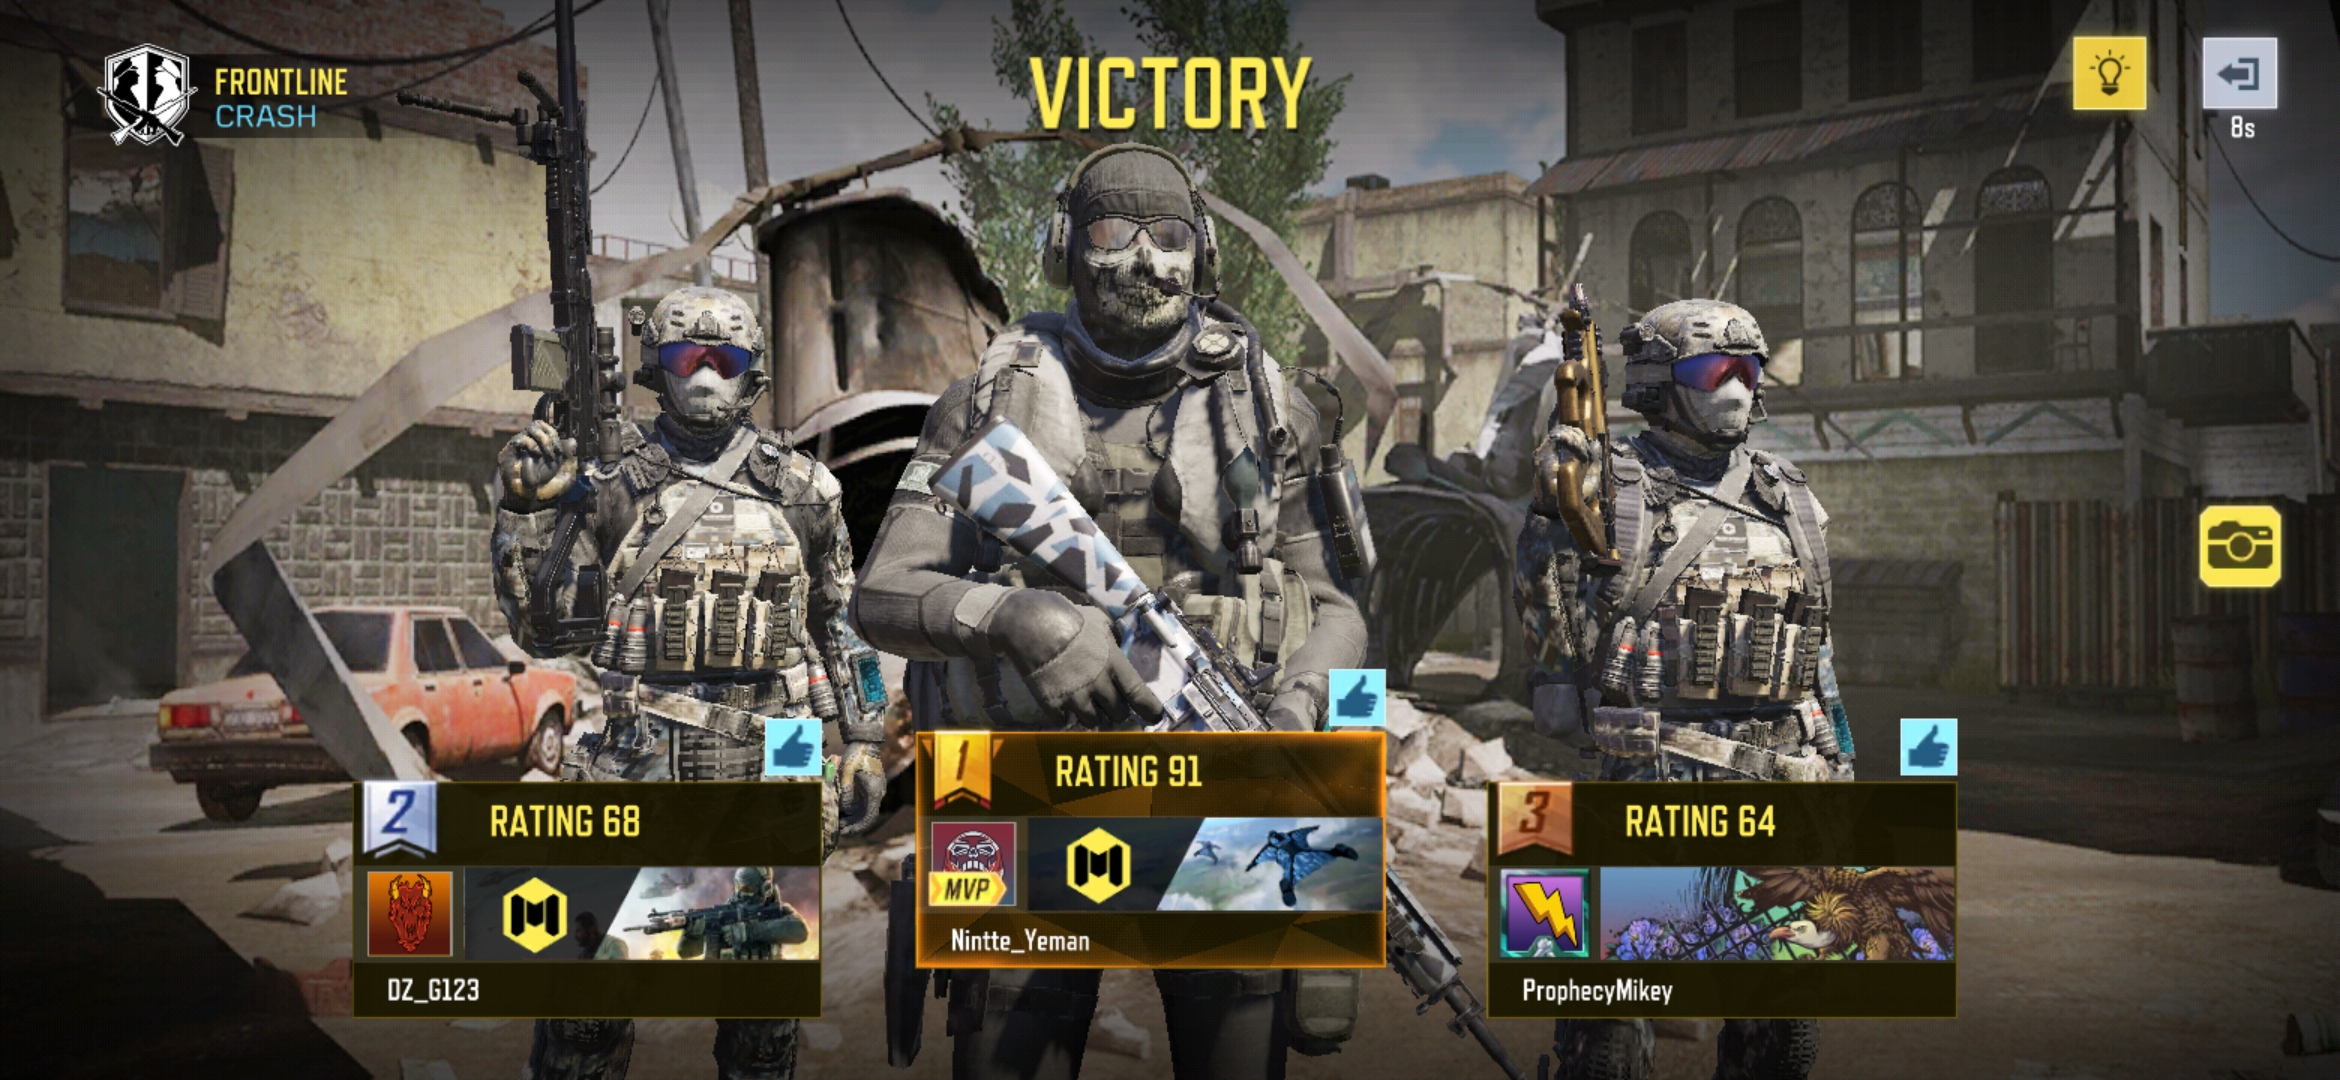 FRONTLINE
CRASH
VICTORY
8s
2
RATING 68
DZ_G123
1
RATING 91
MVP
Nintte_Yeman
3
RATING 64
ProphecyMikey